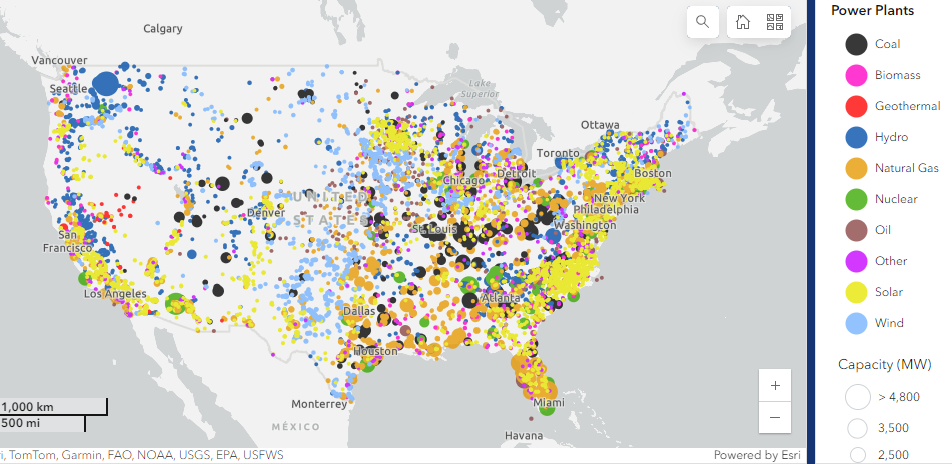 Calgary
Vancouver
Seattle
Lake
Superior
Ottawa
Toronto
Boston
Chicago
Detroit
New York
Philadelphia
UNITED
STATES
Denver
St. Louis
Washington
San
Francisco
Los Angeles
Atlanta
Dallas
Houston
Monterrey
Miami
MÉXICO
Havana
1,000 km
500 mi
+
−
i, TomTom, Garmin, FAO, NOAA, USGS, EPA, USFWS
Powered by Esri
Power Plants
Coal
Biomass
Geothermal
Hydro
Natural Gas
Nuclear
Oil
Other
Solar
Wind
Capacity (MW)
> 4,800
3,500
2,500